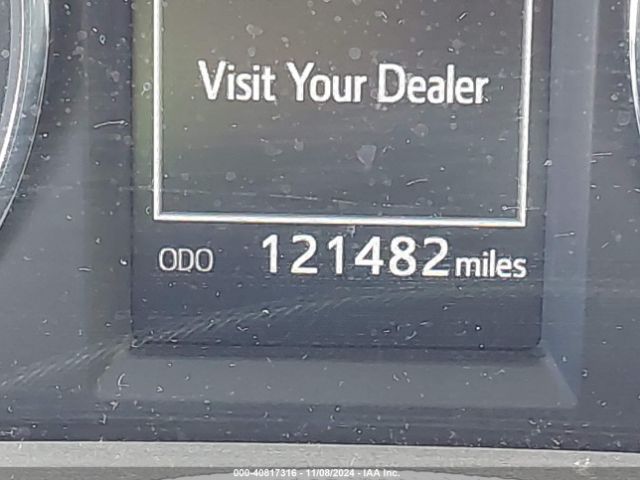 Visit Your Dealer
ODO 121482 miles
000-40817316 - 11/08/2024 - IAA Inc.